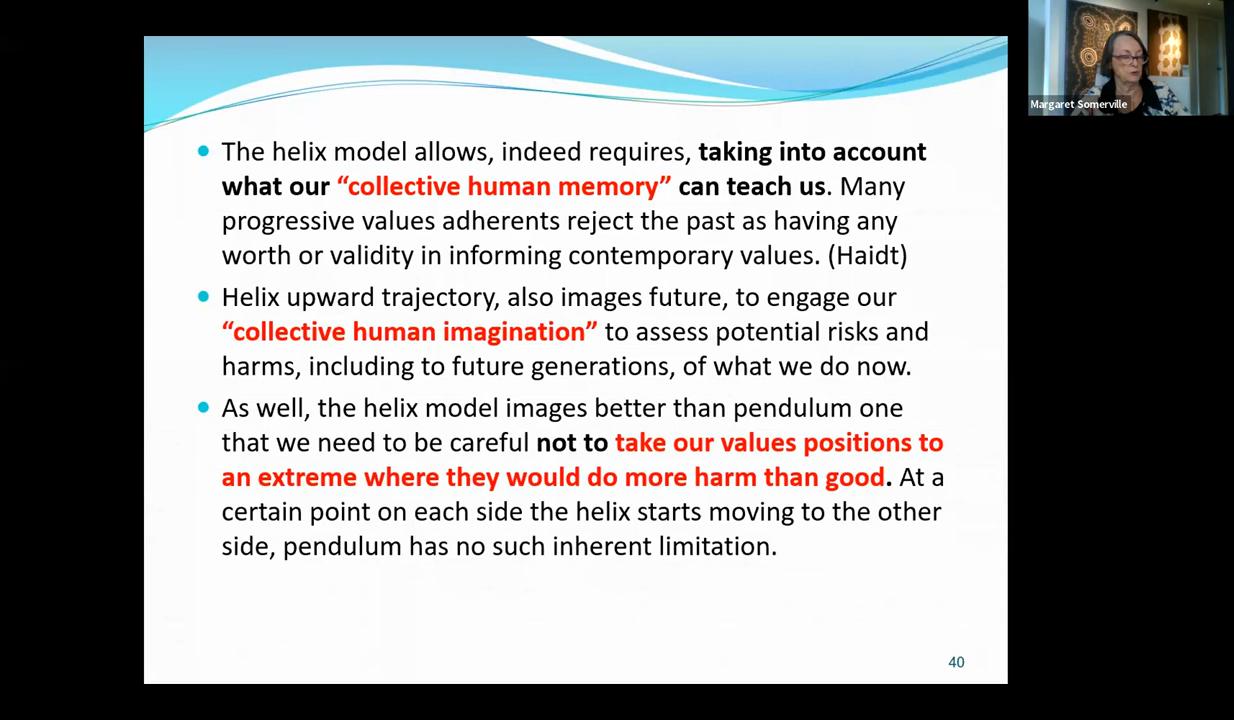 Margaret Somerville
The helix model allows, indeed requires, taking into account
what our “collective human memory” can teach us. Many
progressive values adherents reject the past as having any
worth or validity in informing contemporary values. (Haidt)
Helix upward trajectory, also images future, to engage our
“collective human imagination” to assess potential risks and
harms, including to future generations, of what we do now.
As well, the helix model images better than pendulum one
that we need to be careful not to take our values positions to
an extreme where they would do more harm than good. At a
certain point on each side the helix starts moving to the other
side, pendulum has no such inherent limitation.
40